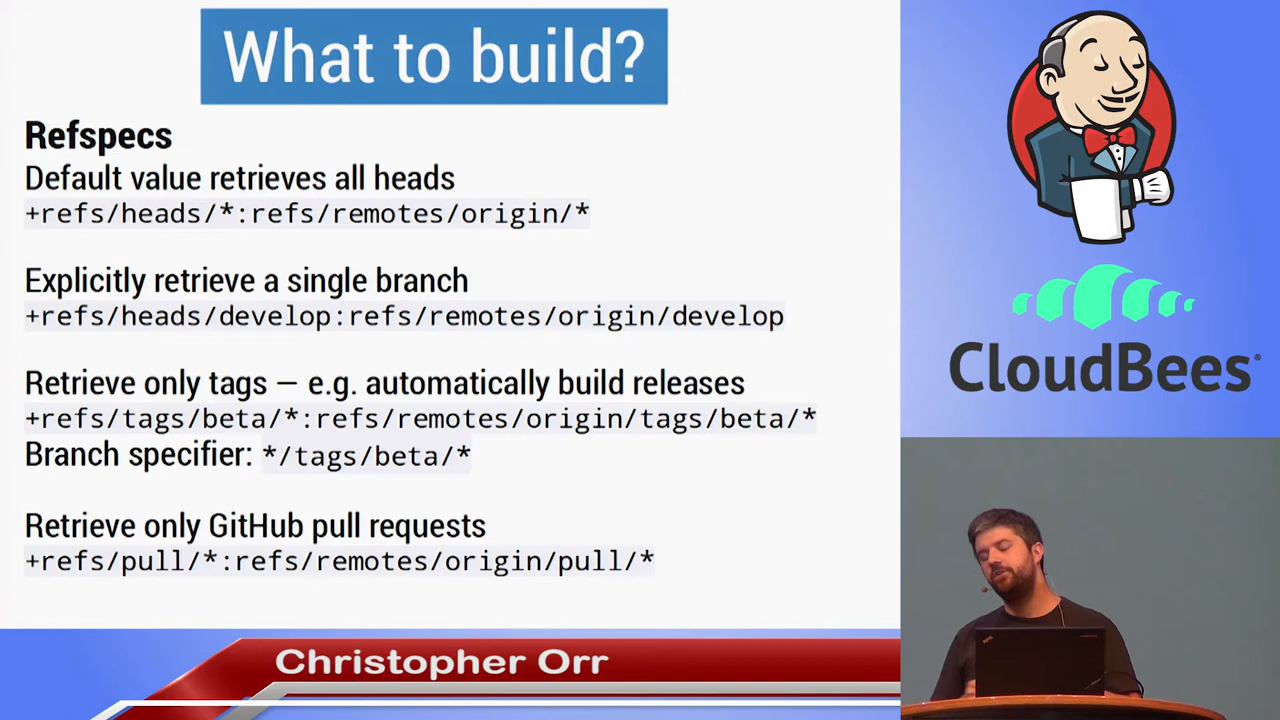 What to build?
Refspecs
Default value retrieves all heads
+refs/heads/*:refs/remotes/origin/*
Explicitly retrieve a single branch
+refs/heads/develop:refs/remotes/origin/develop
Retrieve only tags — e.g. automatically build releases
+refs/tags/beta/*:refs/remotes/origin/tags/beta/*
Branch specifier: */tags/beta/*
Retrieve only GitHub pull requests
+refs/pull/*:refs/remotes/origin/pull/*
CloudBees
Christopher Orr